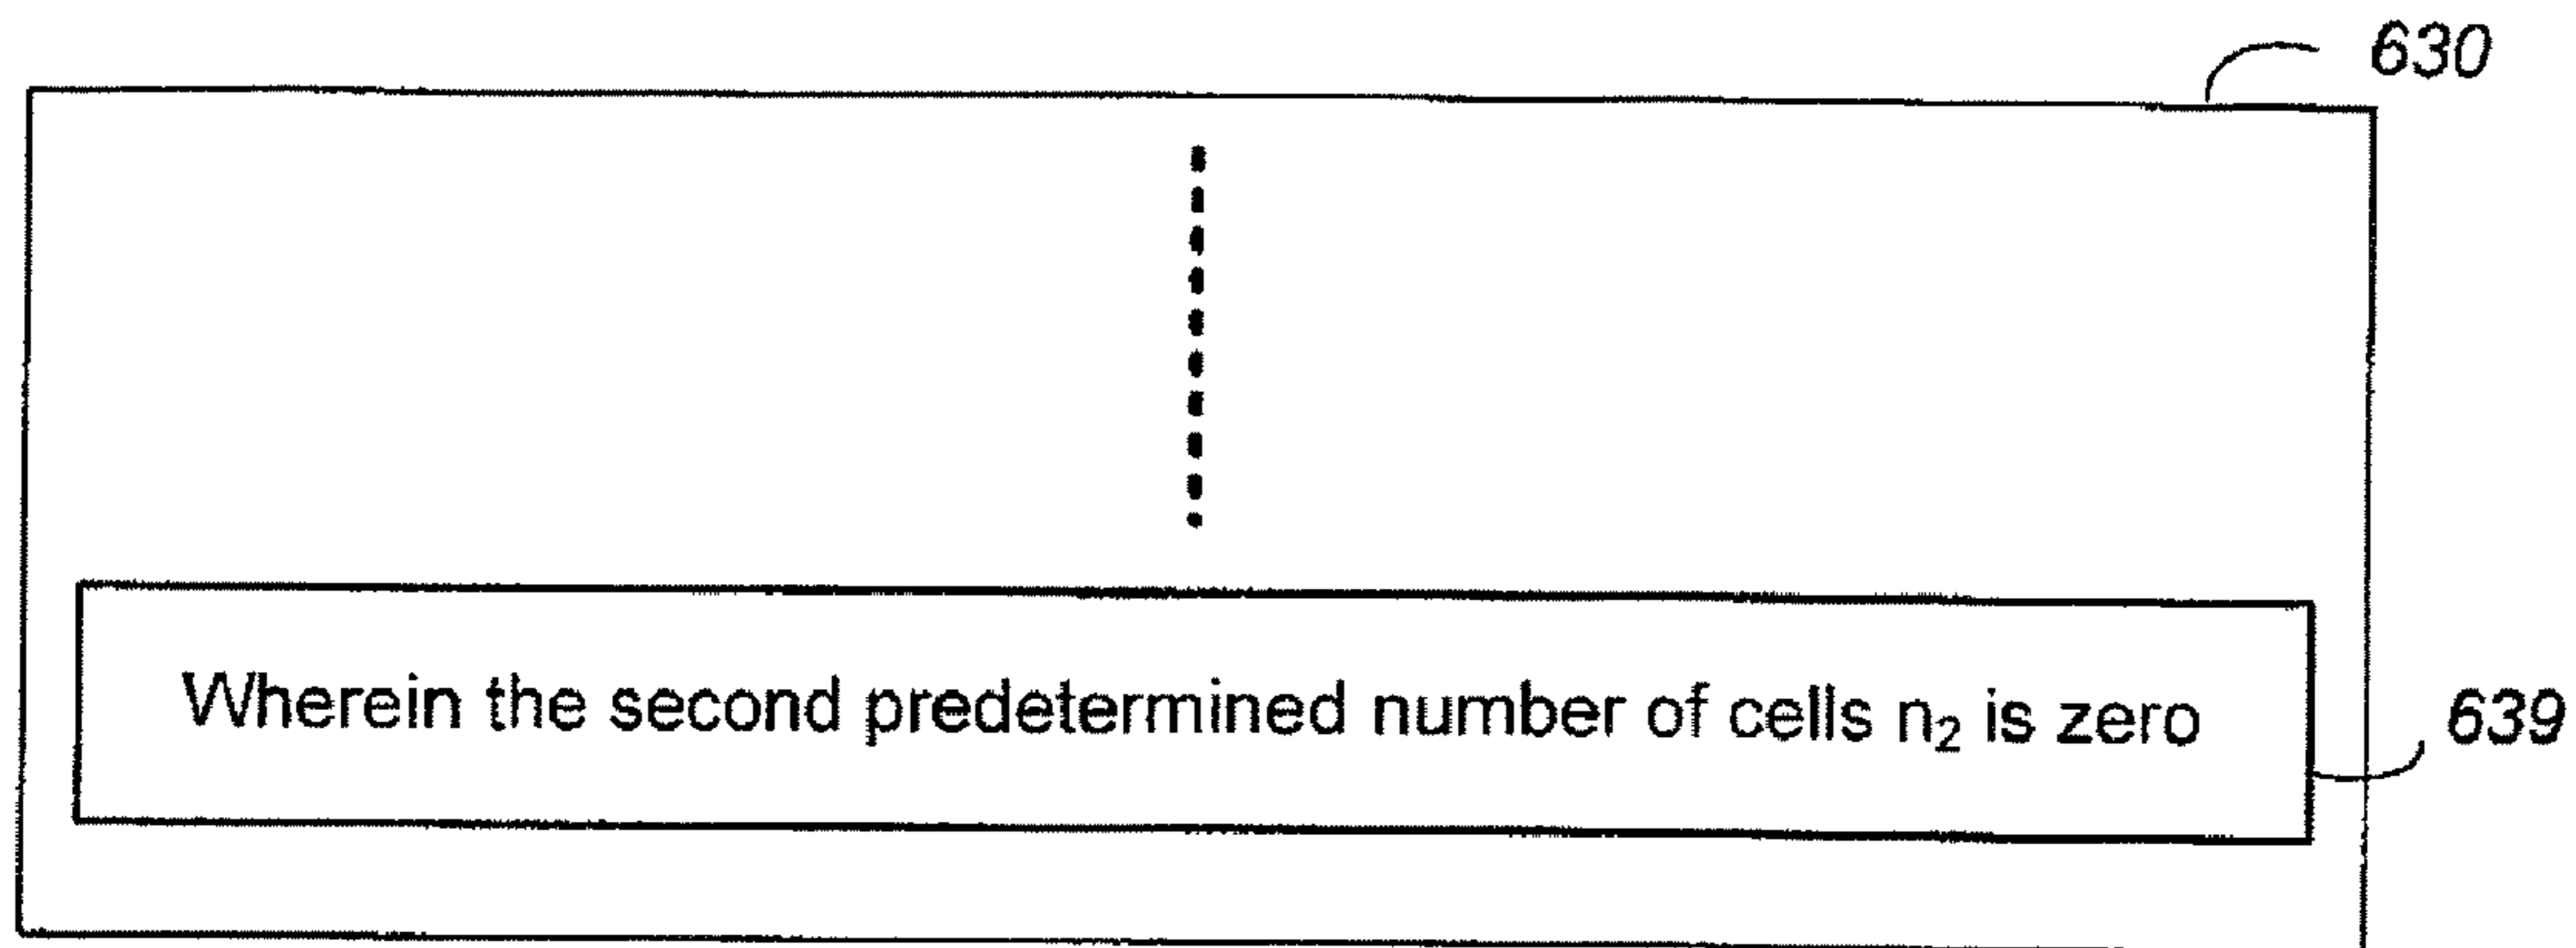 630
Wherein the second predetermined number of cells n₂ is zero
639